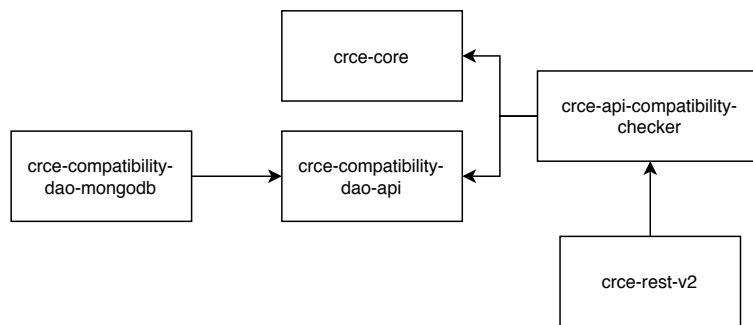 crce-core
crce-api-compatibility-
checker
crce-compatibility-
dao-mongodb
crce-compatibility-
dao-api
crce-rest-v2